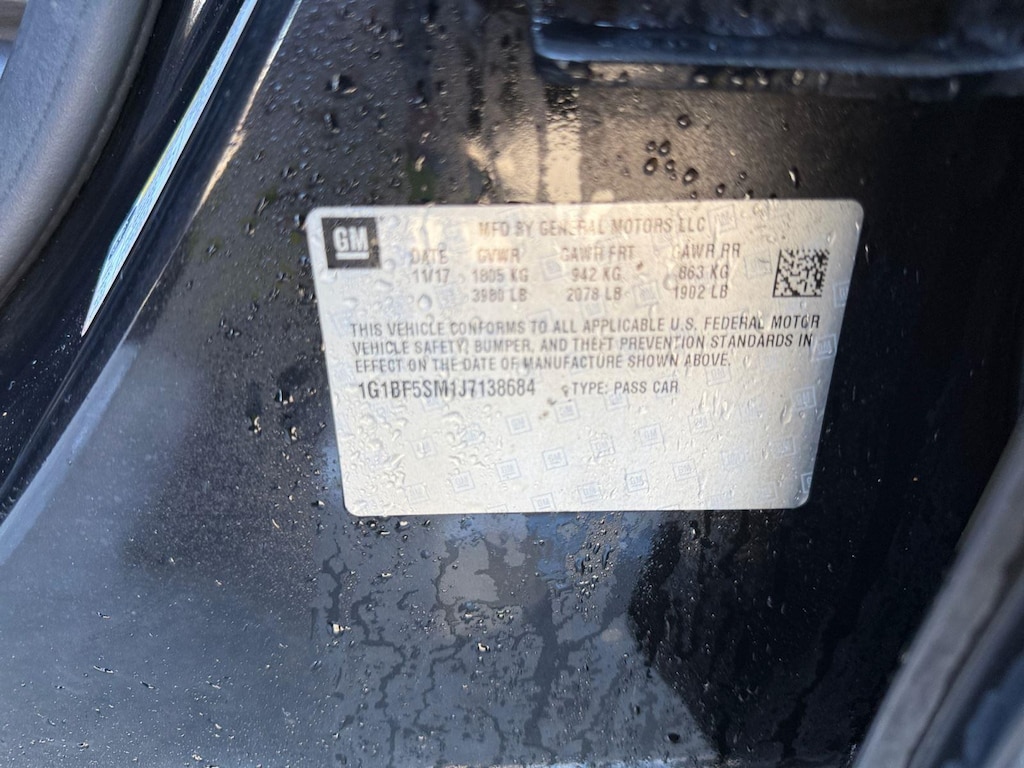 GM
MFD BY GENERAL MOTORS LLC
DATE GVWR GAWR FRT GAWR RR
11/17 1805 KG 942 KG 863 KG
3980 LB 2078 LB 1902 LB
THIS VEHICLE CONFORMS TO ALL APPLICABLE U.S. FEDERAL MOTOR
VEHICLE SAFETY, BUMPER, AND THEFT PREVENTION STANDARDS IN
EFFECT ON THE DATE OF MANUFACTURE SHOWN ABOVE.
1G1BF5SM1J7138684 TYPE: PASS CAR